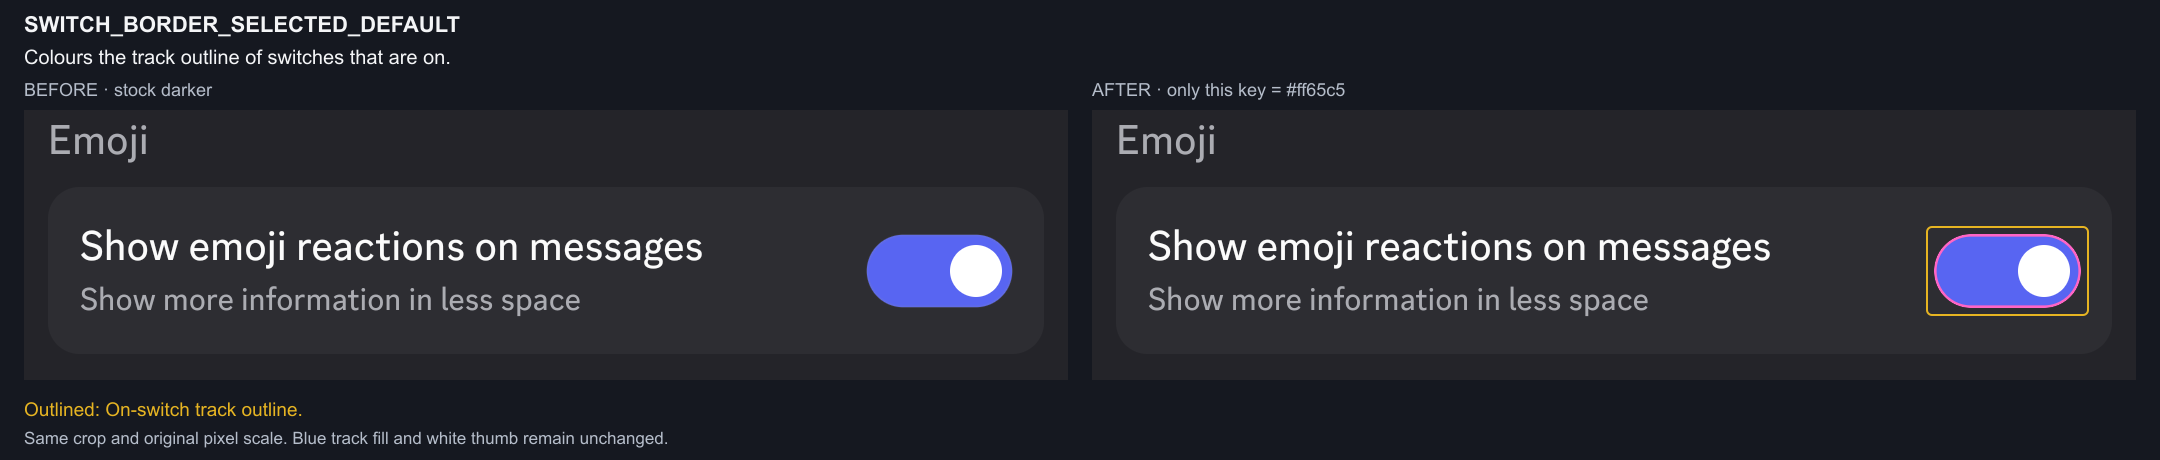 SWITCH_BORDER_SELECTED_DEFAULT
Colours the track outline of switches that are on.
BEFORE · stock darker
Emoji
Show emoji reactions on messages
Show more information in less space
AFTER · only this key = #ff65c5
Emoji
Show emoji reactions on messages
Show more information in less space
Outlined: On-switch track outline.
Same crop and original pixel scale. Blue track fill and white thumb remain unchanged.